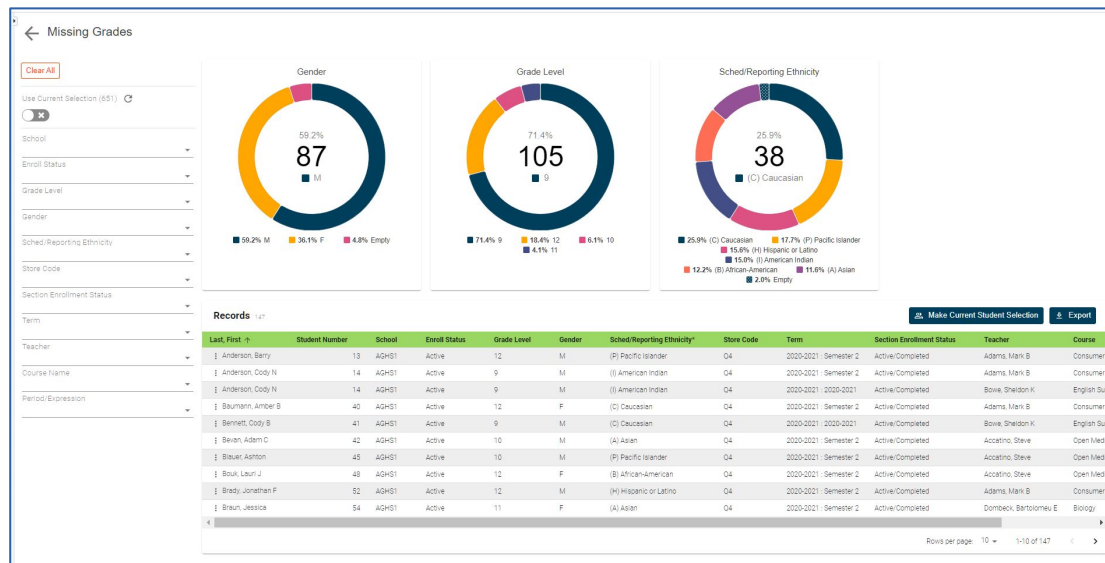 Missing Grades
Clear All
Use Current Selection (651)
School
Enroll Status
Grade Level
Gender
Sched/Reporting Ethnicity
Store Code
Section Enrollment Status
Term
Teacher
Course Name
Period/Expression
Gender
59.2%
87
M
59.2% M 36.1% F 4.8% Empty
Grade Level
71.4%
105
9
71.4% 9 18.4% 12 6.1% 10
4.1% 11
Sched/Reporting Ethnicity
25.9%
38
(C) Caucasian
25.9% (C) Caucasian 17.7% (P) Pacific Islander
15.6% (H) Hispanic or Latino
15.0% (I) American Indian
12.2% (B) African-American 11.6% (A) Asian
2.0% Empty
Records 147 Make Current Student Selection Export
Last, First ↑ Student Number School Enroll Status Grade Level Gender Sched/Reporting Ethnicity* Store Code Term Section Enrollment Status Teacher Course
Anderson, Barry 13 AGHS1 Active 12 M (P) Pacific Islander Q4 2020-2021 : Semester 2 Active/Completed Adams, Mark B Consumer
Anderson, Cody N 14 AGHS1 Active 9 M (I) American Indian Q4 2020-2021 : Semester 2 Active/Completed Adams, Mark B Consumer
Anderson, Cody N 14 AGHS1 Active 9 M (I) American Indian Q4 2020-2021 : 2020-2021 Active/Completed Bowe, Sheldon K English Su
Baumann, Amber B 40 AGHS1 Active 12 F (C) Caucasian Q4 2020-2021 : Semester 2 Active/Completed Adams, Mark B Consumer
Bennett, Cody B 41 AGHS1 Active 9 M (C) Caucasian Q4 2020-2021 : 2020-2021 Active/Completed Bowe, Sheldon K English Su
Bevan, Adam C 42 AGHS1 Active 10 M (A) Asian Q4 2020-2021 : Semester 2 Active/Completed Accatino, Steve Open Med
Blauer, Ashton 45 AGHS1 Active 10 M (P) Pacific Islander Q4 2020-2021 : Semester 2 Active/Completed Accatino, Steve Open Med
Bouk, Lauri J 48 AGHS1 Active 12 F (B) African-American Q4 2020-2021 : Semester 2 Active/Completed Accatino, Steve Open Med
Brady, Jonathan F 52 AGHS1 Active 12 M (H) Hispanic or Latino Q4 2020-2021 : Semester 2 Active/Completed Adams, Mark B Consumer
Braun, Jessica 54 AGHS1 Active 11 F (A) Asian Q4 2020-2021 : Semester 2 Active/Completed Dombeck, Bartolomeu E Biology
Rows per page: 10 1-10 of 147